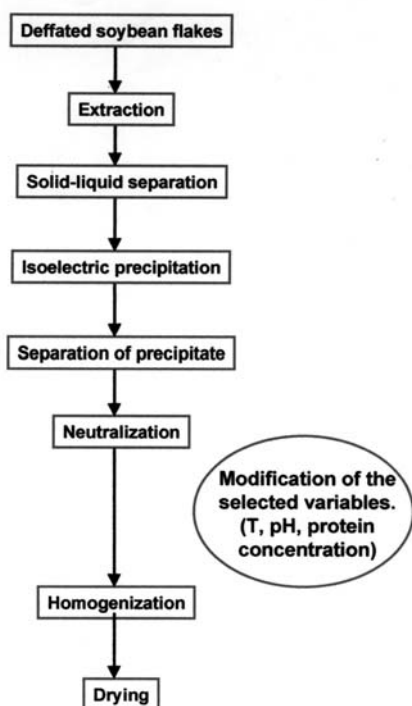 Deffated soybean flakes
Extraction
Solid-liquid separation
Isoelectric precipitation
Separation of precipitate
Neutralization
Modification of the
selected variables.
(T, pH, protein
concentration)
Homogenization
Drying